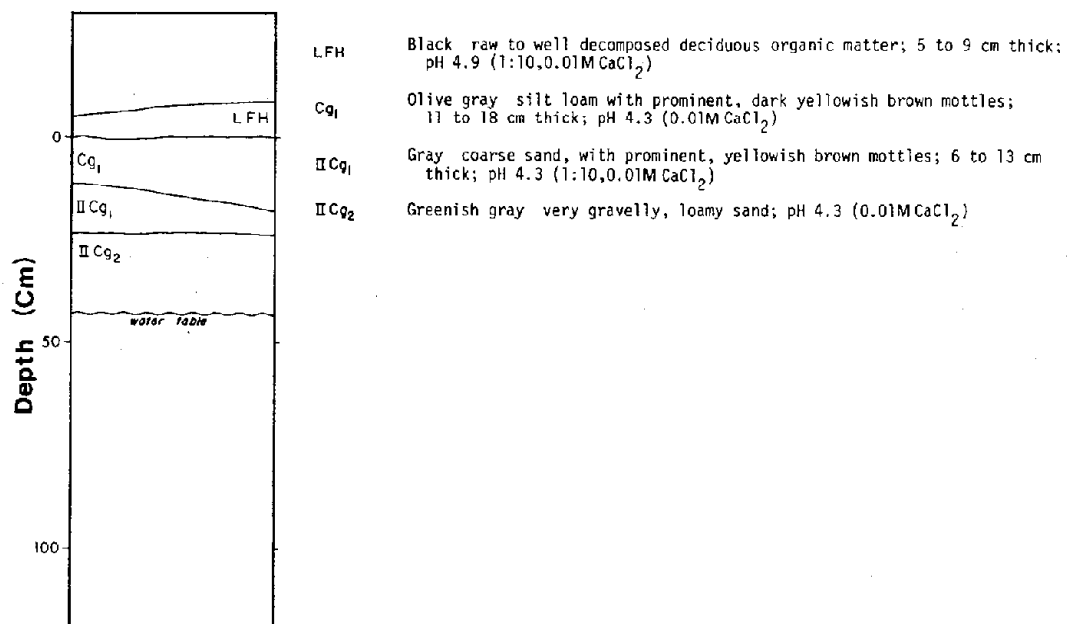 LFH
Black raw to well decomposed deciduous organic matter; 5 to 9 cm thick;
pH 4.9 (1:10,0.01M CaCl2)
Cg1
Olive gray silt loam with prominent, dark yellowish brown mottles;
11 to 18 cm thick; pH 4.3 (0.01M CaCl2)
IICg1
Gray coarse sand, with prominent, yellowish brown mottles; 6 to 13 cm
thick; pH 4.3 (1:10,0.01M CaCl2)
IICg2
Greenish gray very gravelly, loamy sand; pH 4.3 (0.01M CaCl2)
LFH
0
Cg1
IICg1
IICg2
water table
50
100
Depth (Cm)